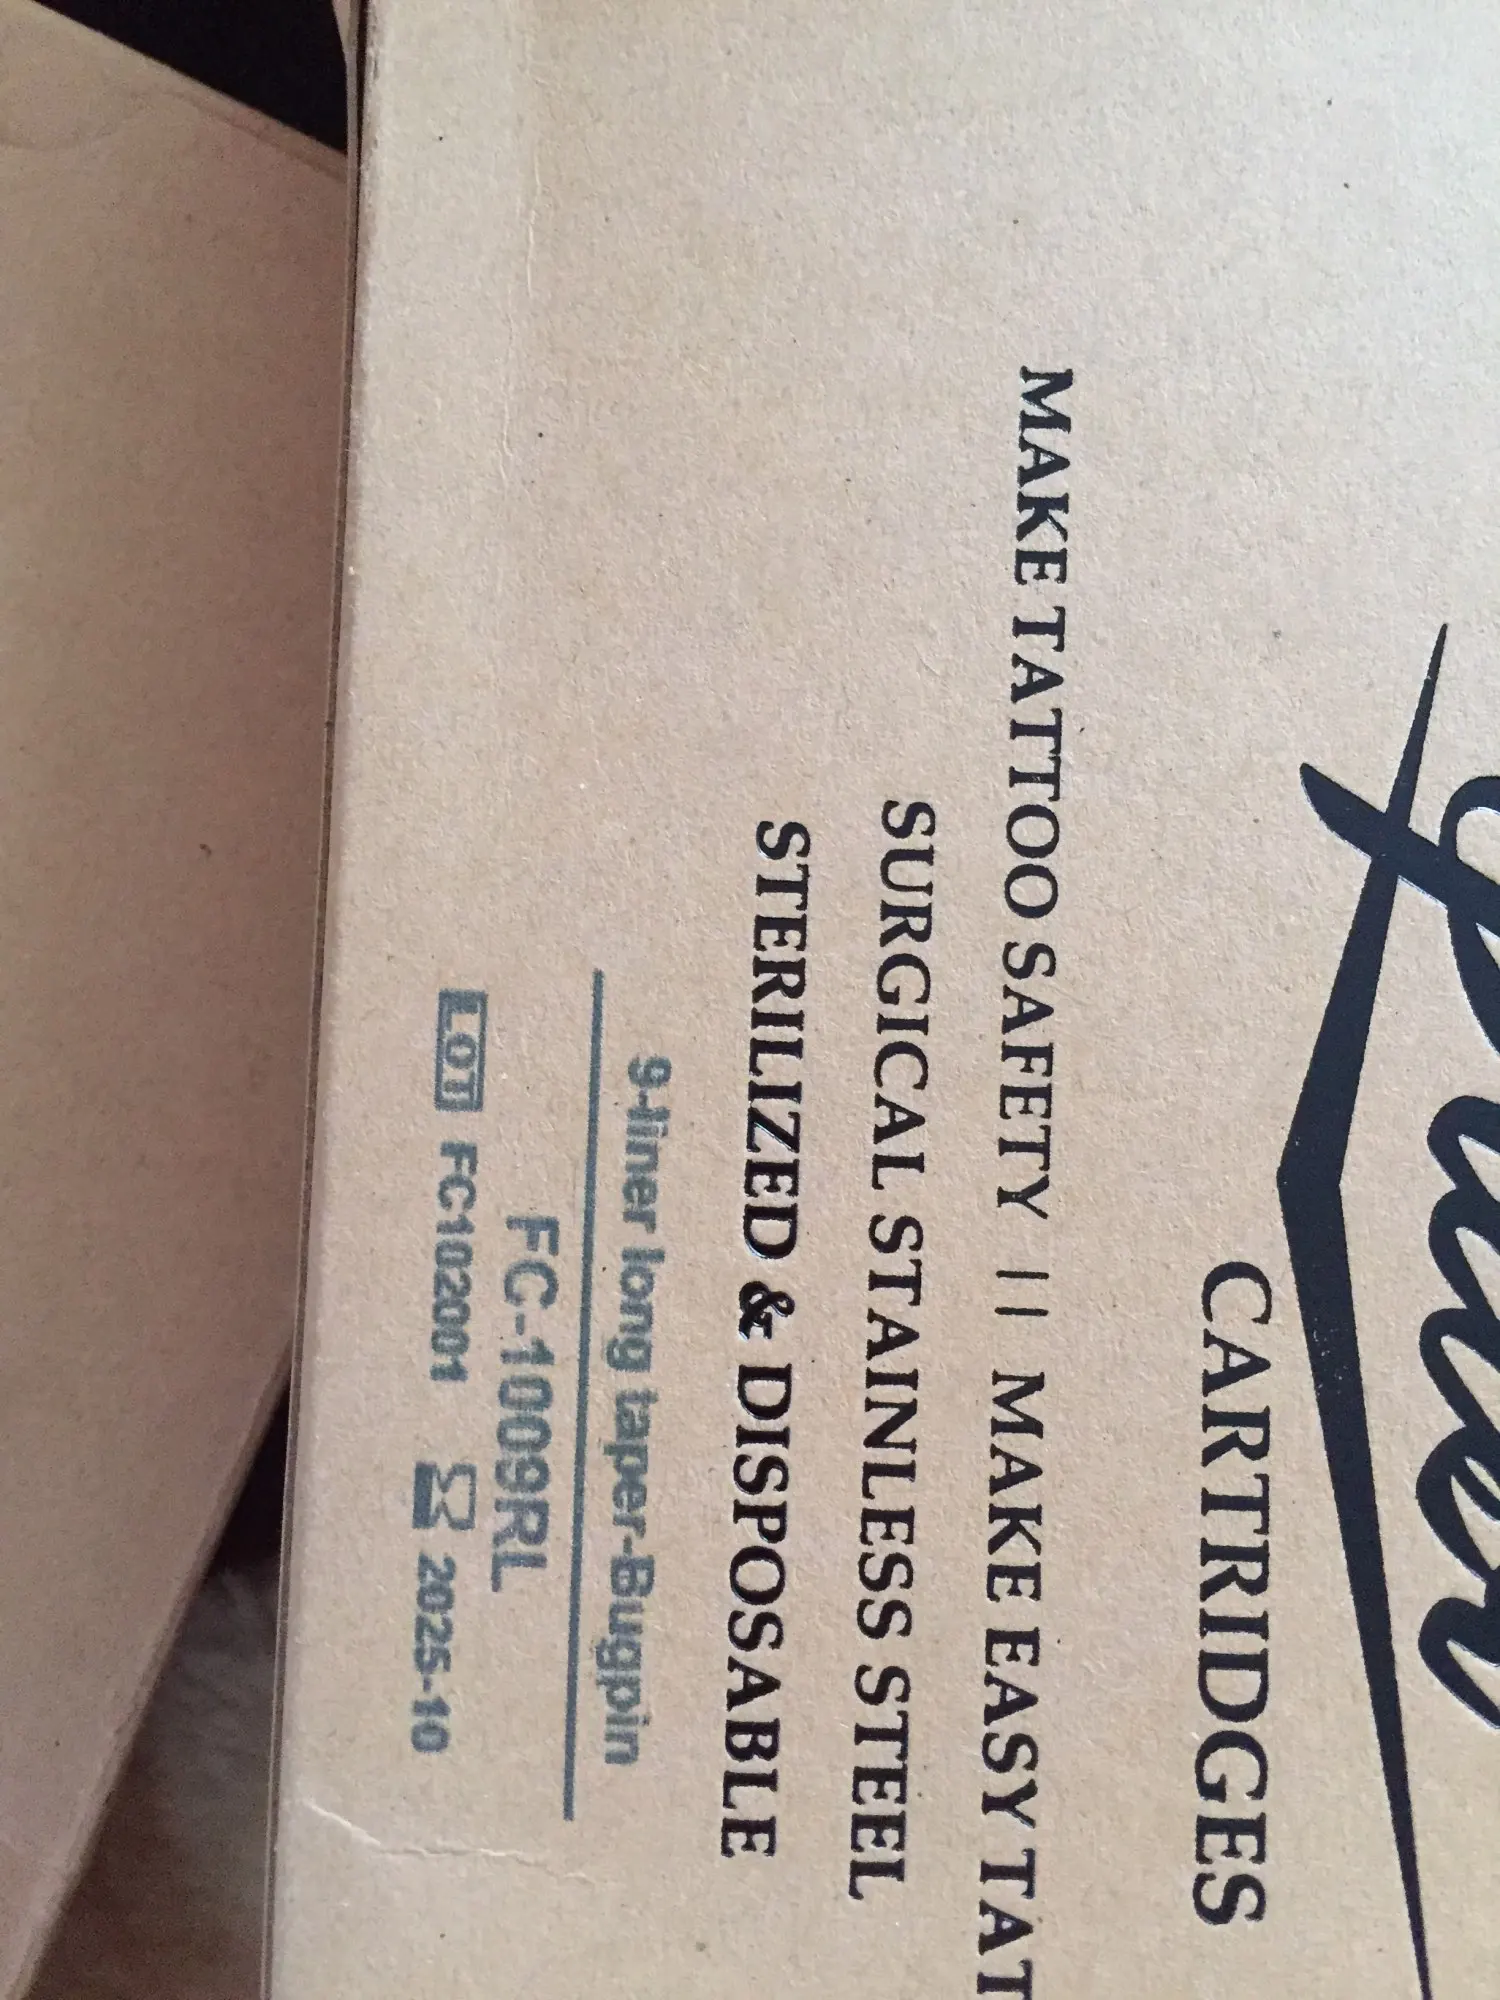 CARTRIDGES
MAKE TATTOO SAFETY || MAKE EASY TAT
SURGICAL STAINLESS STEEL
STERILIZED & DISPOSABLE
9-liner long taper-Bugpin
FC-1009RL
LOT FC102001 2025-10